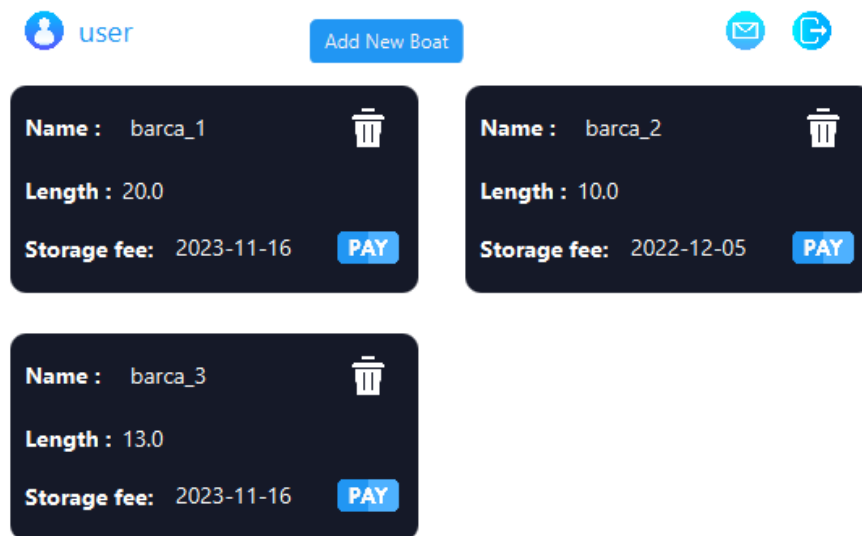 user
Add New Boat
Name : barca_1
Length : 20.0
Storage fee: 2023-11-16 PAY
Name : barca_2
Length : 10.0
Storage fee: 2022-12-05 PAY
Name : barca_3
Length : 13.0
Storage fee: 2023-11-16 PAY